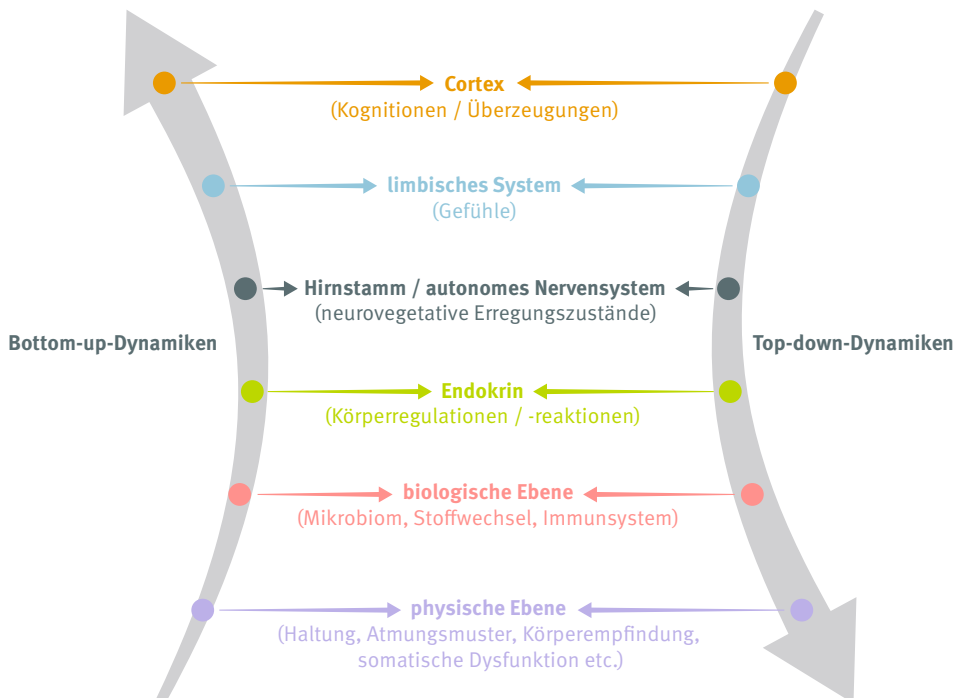 Cortex
(Kognitionen / Überzeugungen)
limbisches System
(Gefühle)
Hirnstamm / autonomes Nervensystem
(neurovegetative Erregungszustände)
Bottom-up-Dynamiken
Top-down-Dynamiken
Endokrin
(Körperregulationen / -reaktionen)
biologische Ebene
(Mikrobiom, Stoffwechsel, Immunsystem)
physische Ebene
(Haltung, Atmungsmuster, Körperempfindung,
somatische Dysfunktion etc.)